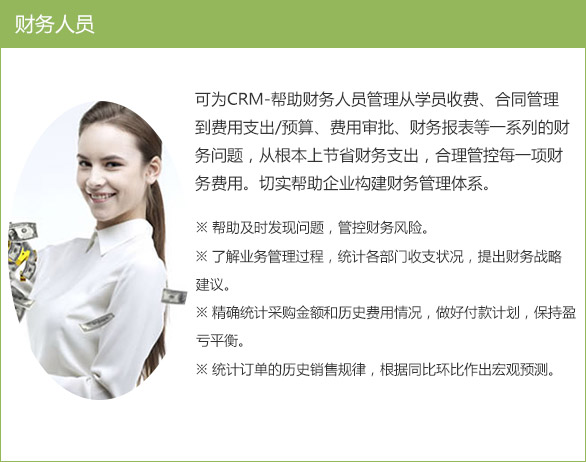 财务人员
可为CRM-帮助财务人员管理从学员收费、合同管理
到费用支出/预算、费用审批、财务报表等一系列的财
务问题，从根本上节省财务支出，合理管控每一项财
务费用。切实帮助企业构建财务管理体系。
※ 帮助及时发现问题，管控财务风险。
※ 了解业务管理过程，统计各部门收支状况，提出财务战略
建议。
※ 精确统计采购金额和历史费用情况，做好付款计划，保持盈
亏平衡。
※ 统计订单的历史销售规律，根据同比环比作出宏观预测。